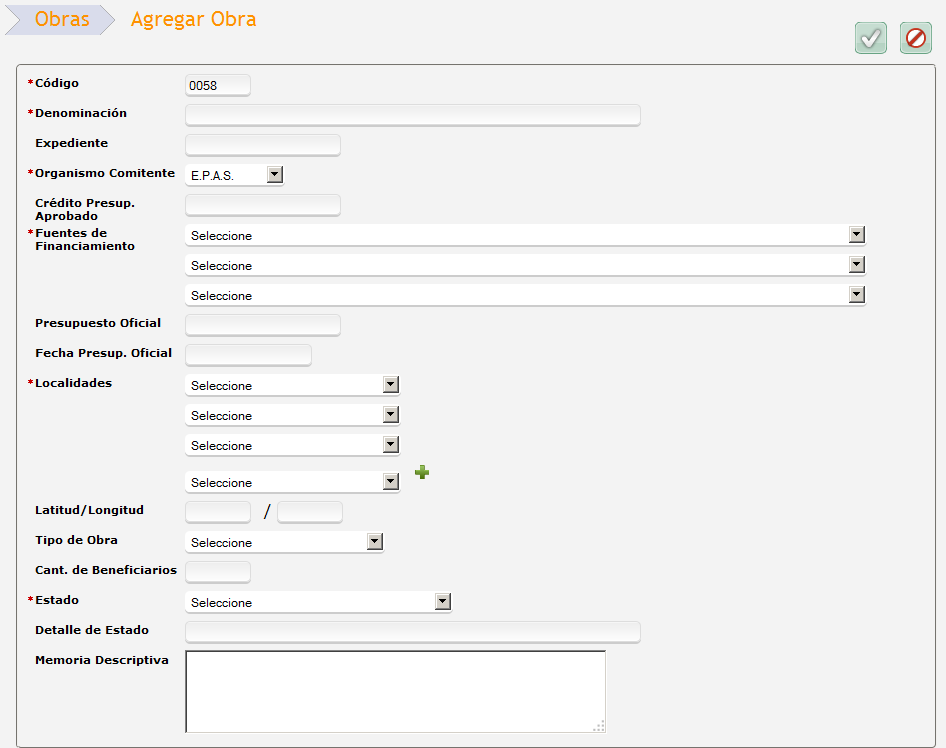 Obras Agregar Obra
*Código 0058
*Denominación
Expediente
*Organismo Comitente E.P.A.S.
Crédito Presup.
Aprobado
*Fuentes de
Financiamiento
Seleccione
Seleccione
Seleccione
Presupuesto Oficial
Fecha Presup. Oficial
*Localidades Seleccione
Seleccione
Seleccione
Seleccione
Latitud/Longitud /
Tipo de Obra Seleccione
Cant. de Beneficiarios
*Estado Seleccione
Detalle de Estado
Memoria Descriptiva